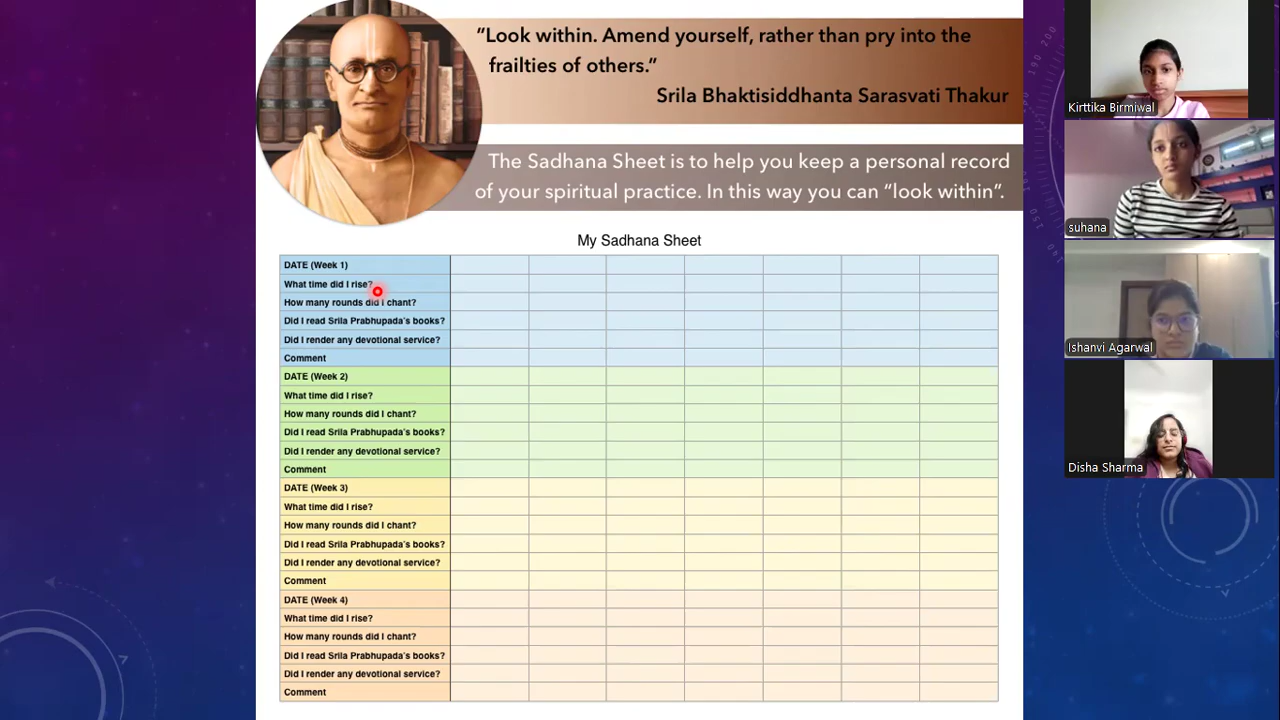 "Look within. Amend yourself, rather than pry into the
frailties of others."
Srila Bhaktisiddhanta Sarasvati Thakur
The Sadhana Sheet is to help you keep a personal record
of your spiritual practice. In this way you can "look within".
My Sadhana Sheet
DATE (Week 1)
What time did I rise?
How many rounds did I chant?
Did I read Srila Prabhupada's books?
Did I render any devotional service?
Comment
DATE (Week 2)
What time did I rise?
How many rounds did I chant?
Did I read Srila Prabhupada's books?
Did I render any devotional service?
Comment
DATE (Week 3)
What time did I rise?
How many rounds did I chant?
Did I read Srila Prabhupada's books?
Did I render any devotional service?
Comment
DATE (Week 4)
What time did I rise?
How many rounds did I chant?
Did I read Srila Prabhupada's books?
Did I render any devotional service?
Comment
Kirttika Birmiwal
suhana
Ishanvi Agarwal
Disha Sharma